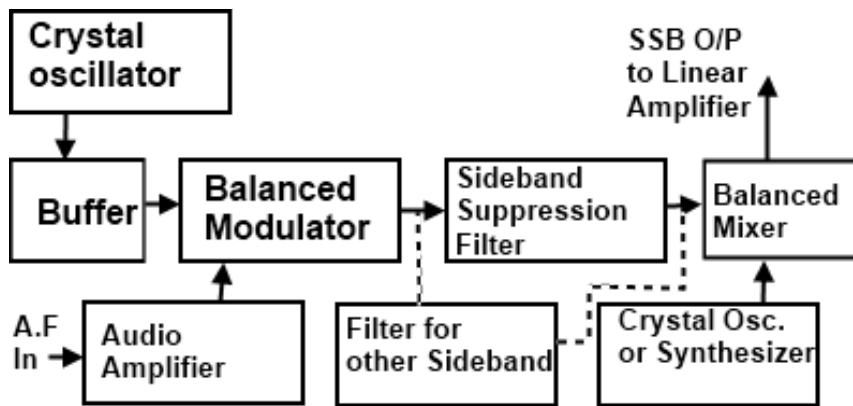 Crystal
oscillator
SSB O/P
to Linear
Amplifier
Buffer
Balanced
Modulator
Sideband
Suppression
Filter
Balanced
Mixer
A.F
In
Audio
Amplifier
Filter for
other Sideband
Crystal Osc.
or Synthesizer